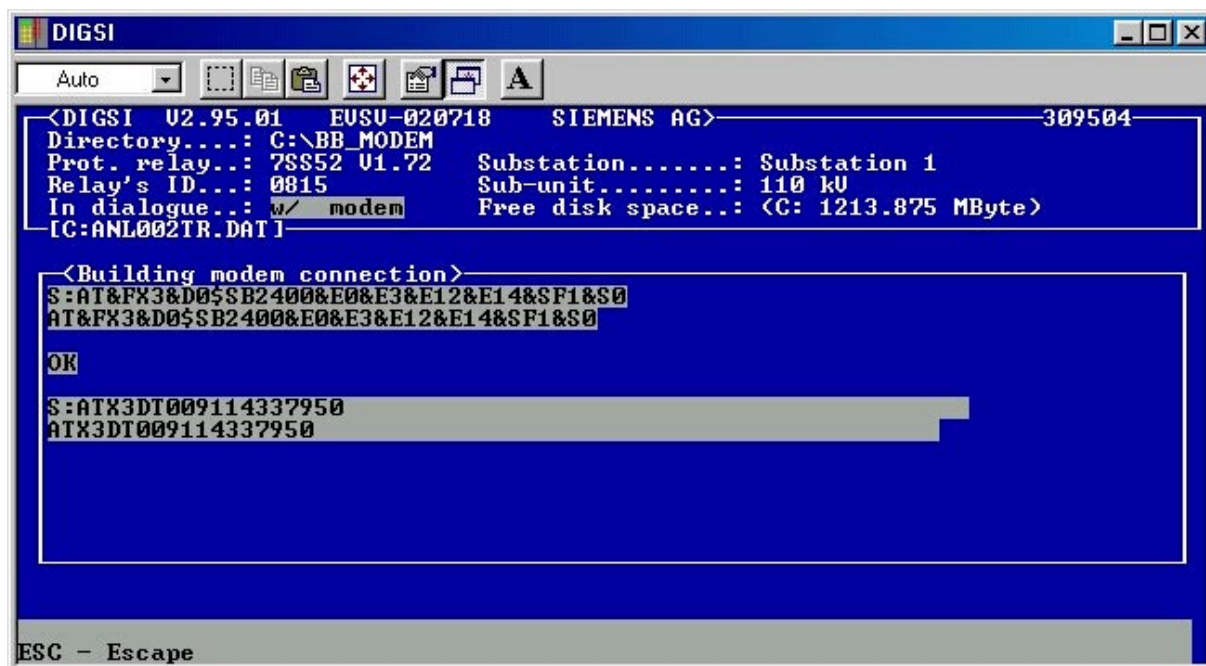 DIGSI
Auto
A
<DIGSI V2.95.01 EVSV-020718 SIEMENS AG> 309504
Directory....: C:\BB_MODEM
Prot. relay..: 7SS52 V1.72 Substation.......: Substation 1
Relay's ID...: 0815 Sub-unit.........: 110 kV
In dialogue..: w/ modem Free disk space..: (C: 1213.875 MByte)
[C:ANL002TR.DAT]
<Building modem connection>
S:AT&FX3&D0$SB2400&E0&E3&E12&E14&SF1&S0
AT&FX3&D0$SB2400&E0&E3&E12&E14&SF1&S0
OK
S:ATX3DT009114337950
ATX3DT009114337950
ESC - Escape